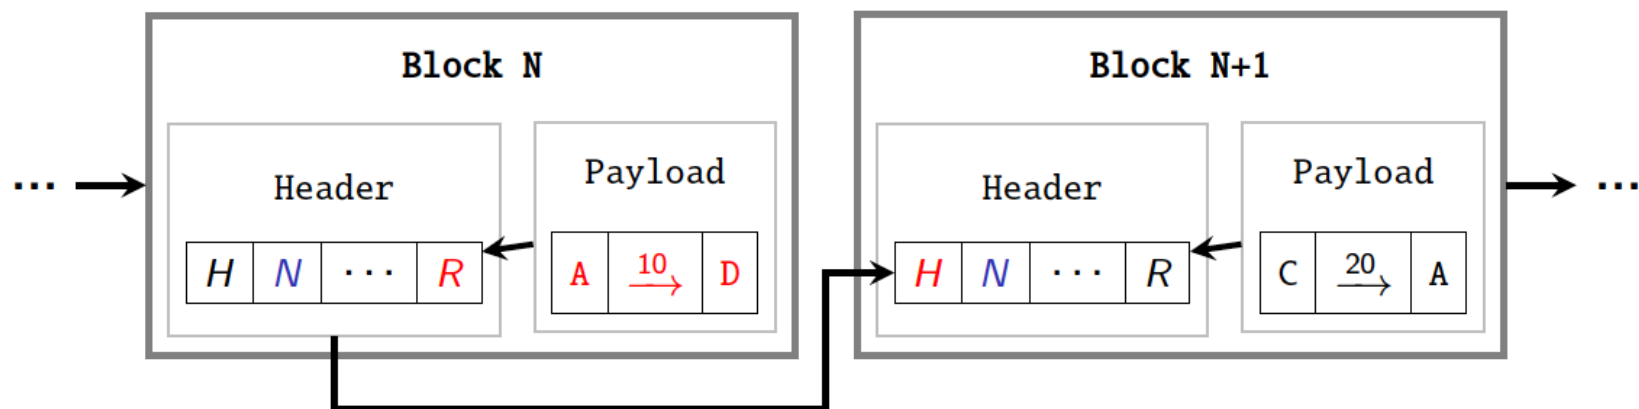 Block N
Header
Payload
H N ... R
A 10 → D
Block N+1
Header
Payload
H N ... R
C 20 → A
... ...